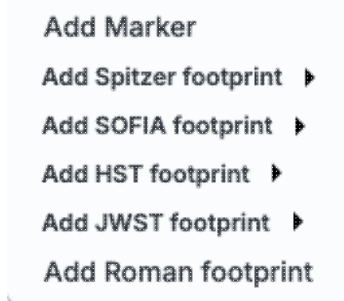 Add Marker
Add Spitzer footprint
Add SOFIA footprint
Add HST footprint
Add JWST footprint
Add Roman footprint